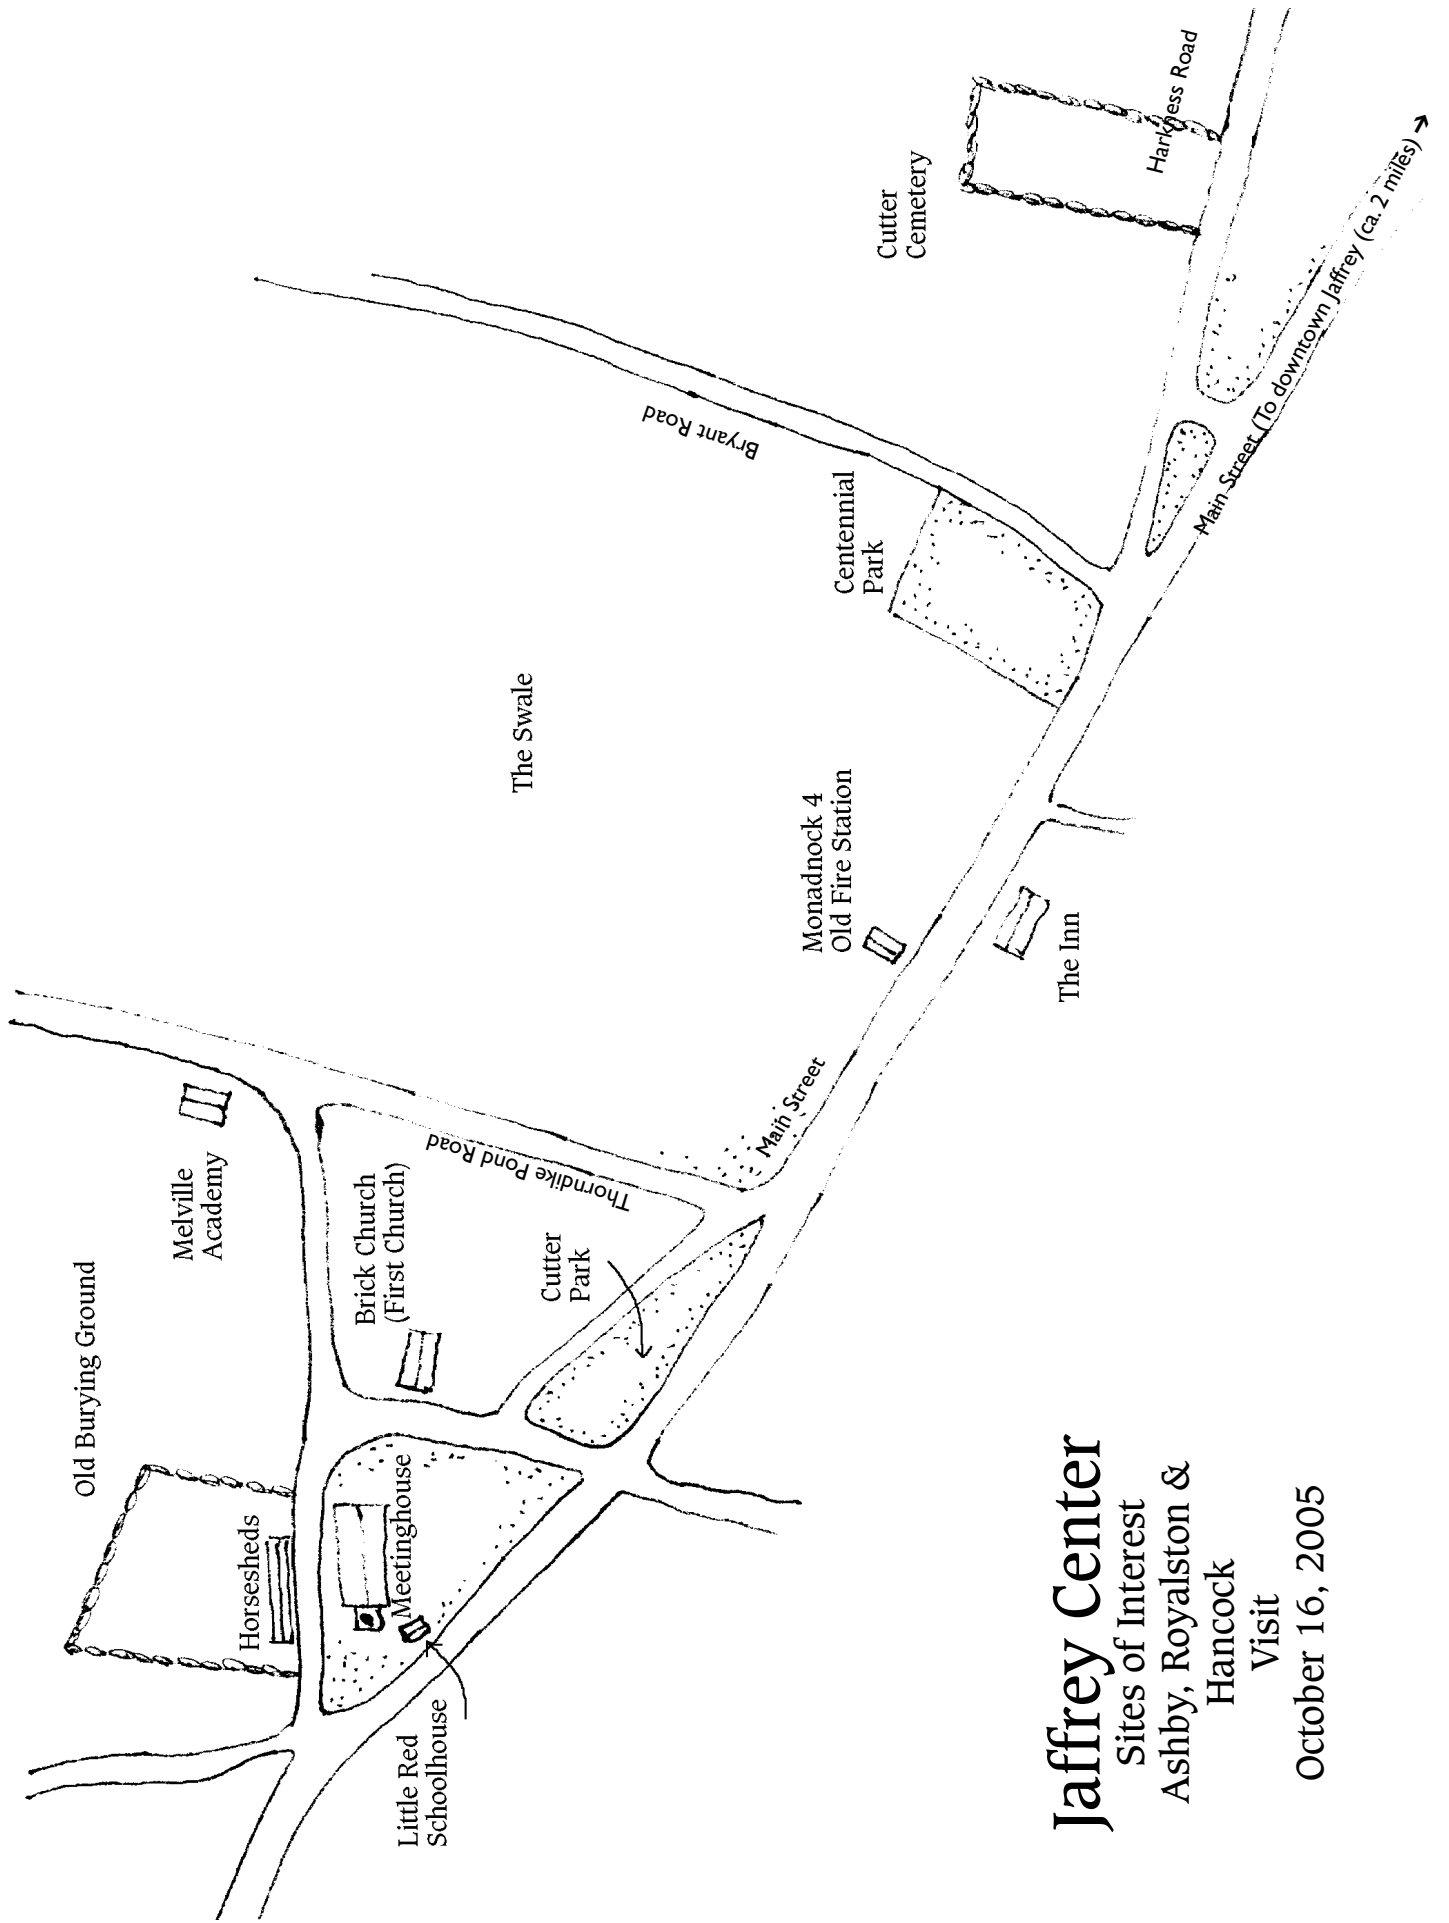 Old Burying Ground
Horsesheds
Melville
Academy
Brick Church
(First Church)
Meetinghouse
Little Red
Schoolhouse
Cutter
Park
Thorndike Pond Road
Main Street
The Swale
Monadnock 4
Old Fire Station
The Inn
Centennial
Park
Bryant Road
Cutter
Cemetery
Harkness Road
Main Street (To downtown Jaffrey (ca. 2 miles) →
Jaffrey Center
Sites of Interest
Ashby, Royalston &
Hancock
Visit
October 16, 2005